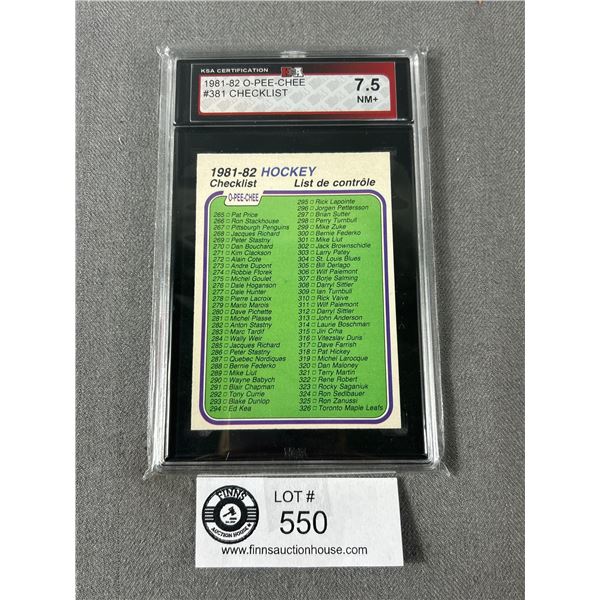 KSA CERTIFICATION
1981-82 O-PEE-CHEE
#381 CHECKLIST
7.5
NM+
1981-82 HOCKEY
Checklist
List de contrôle
O-PEE-CHEE
265 □ Pat Price
266 □ Ron Stackhouse
267 □ Pittsburgh Penguins
268 □ Jacques Richard
269 □ Peter Stastny
270 □ Dan Bouchard
271 □ Kim Clackson
272 □ Alain Cote
273 □ Andre Dupont
274 □ Robbie Florek
275 □ Michel Goulet
276 □ Dale Hoganson
277 □ Dale Hunter
278 □ Pierre Lacroix
279 □ Mario Marois
280 □ Dave Pichette
281 □ Michel Plasse
282 □ Anton Stastny
283 □ Marc Tardif
284 □ Wally Weir
285 □ Jacques Richard
286 □ Peter Stastny
287 □ Quebec Nordiques
288 □ Bernie Federko
289 □ Mike Liut
290 □ Wayne Babych
291 □ Blair Chapman
292 □ Tony Currie
293 □ Blake Dunlop
294 □ Ed Kea
295 □ Rick Lapointe
296 □ Jorgen Pettersson
297 □ Brian Sutter
298 □ Perry Turnbull
299 □ Mike Zuke
300 □ Bernie Federko
301 □ Mike Liut
302 □ Jack Brownschidle
303 □ Larry Patey
304 □ St. Louis Blues
305 □ Bill Derlago
306 □ Wilf Paiement
307 □ Borje Salming
308 □ Darryl Sittler
309 □ Ian Turnbull
310 □ Rick Vaive
311 □ Wilf Paiement
312 □ Darryl Sittler
313 □ John Anderson
314 □ Laurie Boschman
315 □ Jiri Crha
316 □ Vitezslav Duris
317 □ Dave Farrish
318 □ Pat Hickey
319 □ Michel Larocque
320 □ Dan Maloney
321 □ Terry Martin
322 □ Rene Robert
323 □ Rocky Saganiuk
324 □ Ron Sedlbauer
325 □ Ron Zanussi
326 □ Toronto Maple Leafs
FINNS
AUCTION HOUSE
LOT #
550
www.finnsauctionhouse.com